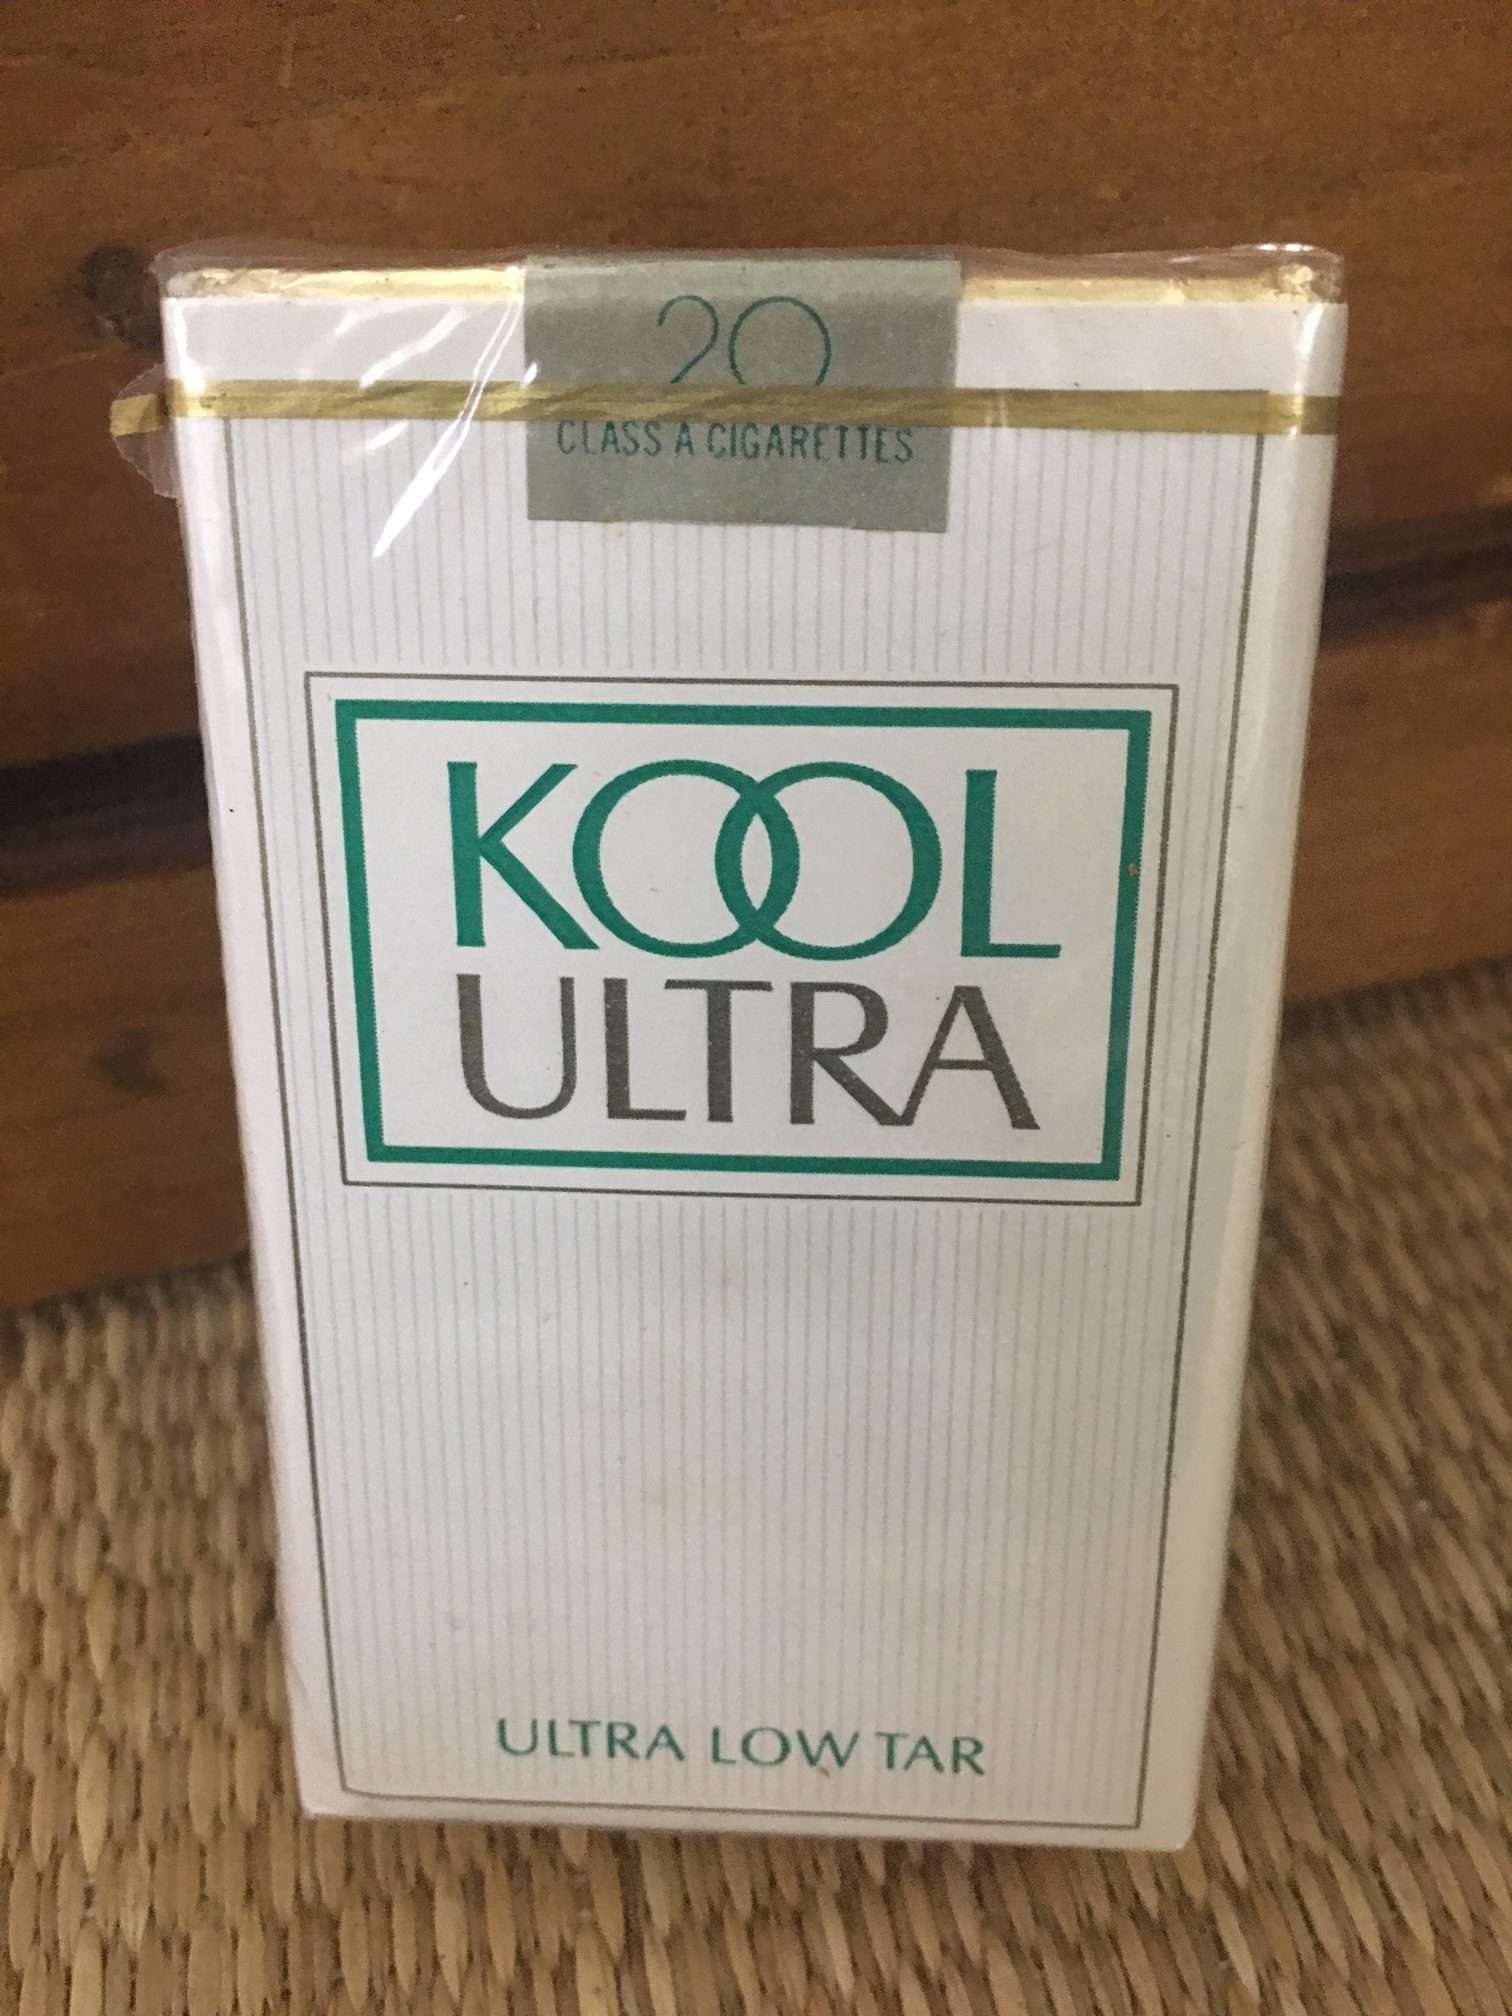 20
CLASS A CIGARETTES
KOOL
ULTRA
ULTRA LOW TAR